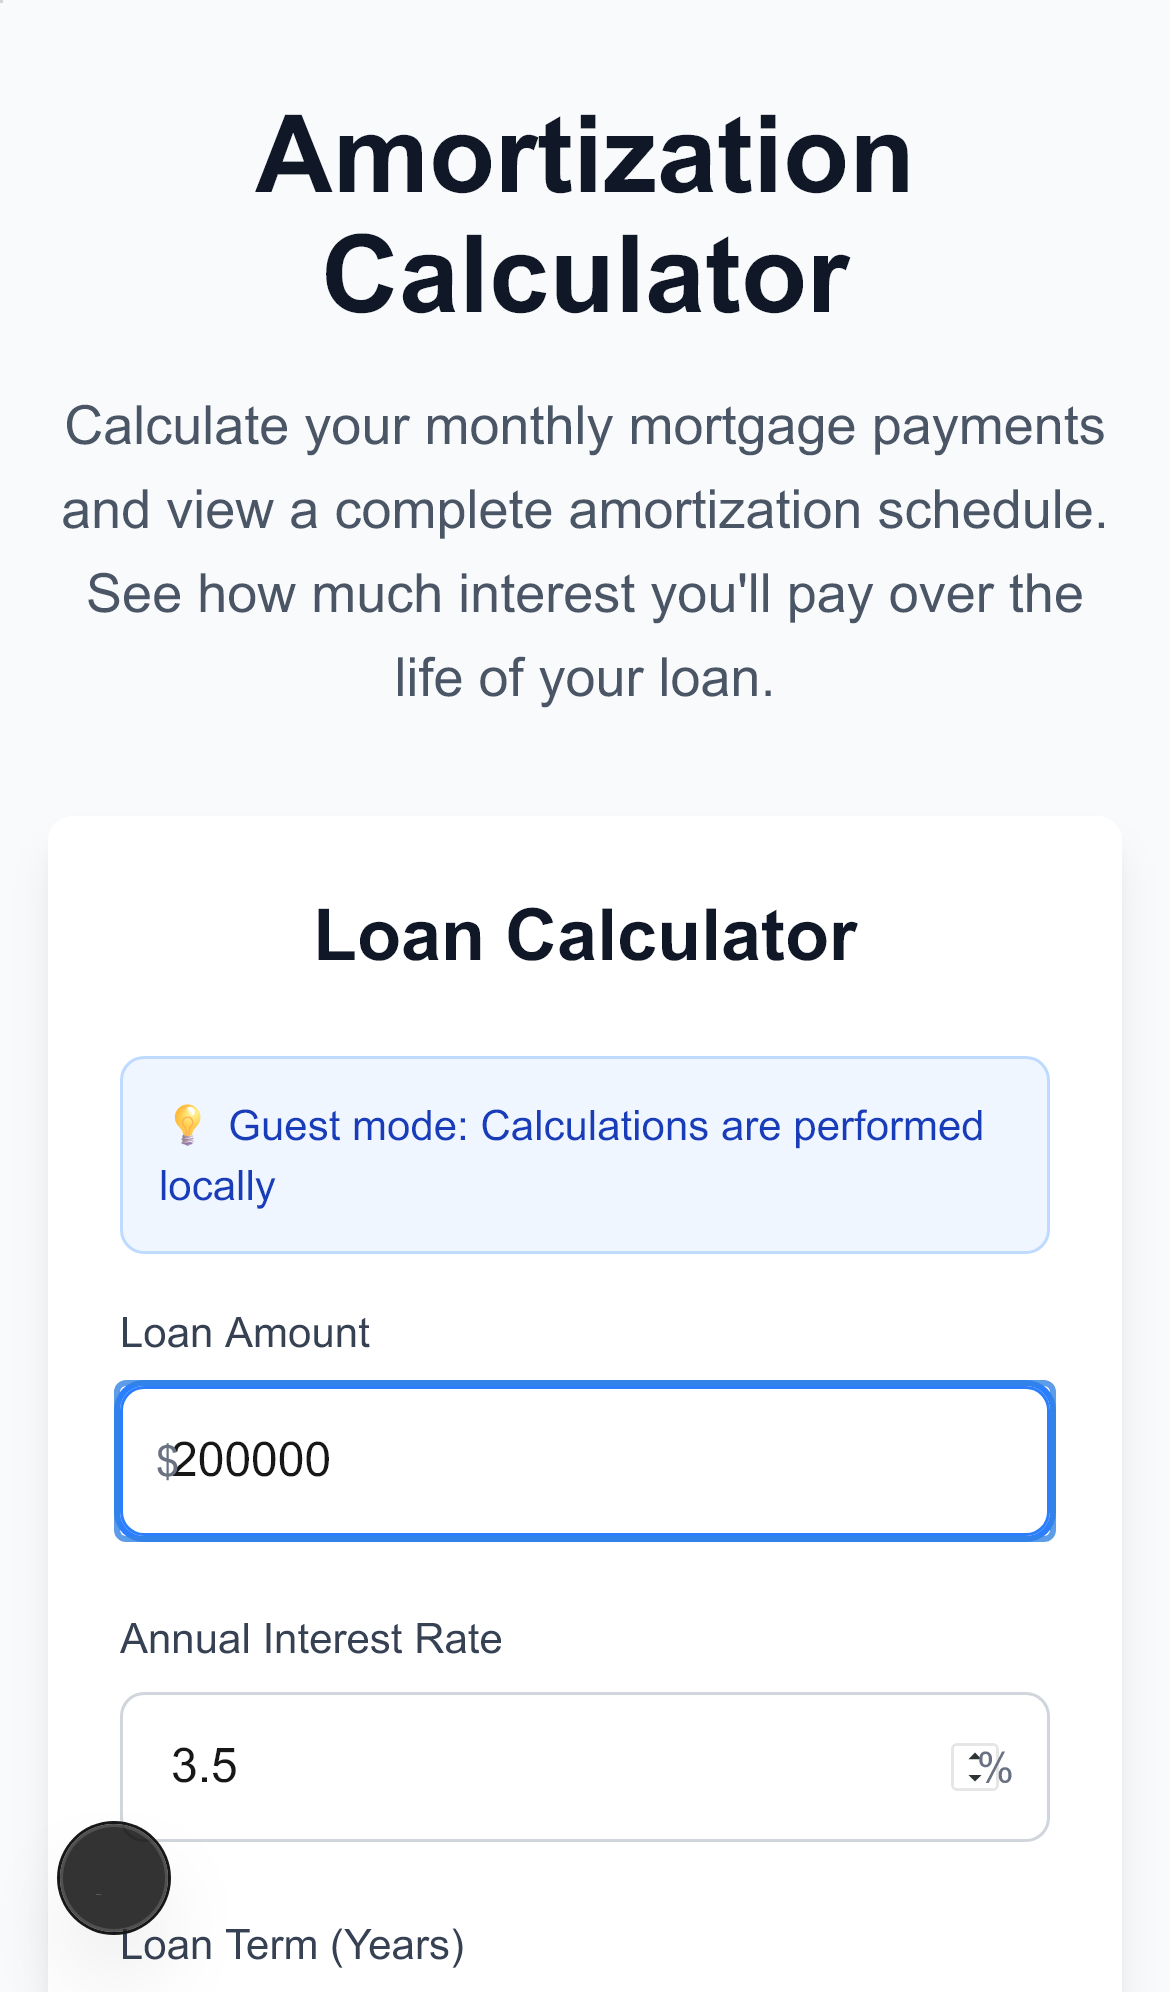 Amortization
Calculator
Calculate your monthly mortgage payments
and view a complete amortization schedule.
See how much interest you'll pay over the
life of your loan.
Loan Calculator
💡 Guest mode: Calculations are performed
locally
Loan Amount
$200000
Annual Interest Rate
3.5 %
Loan Term (Years)